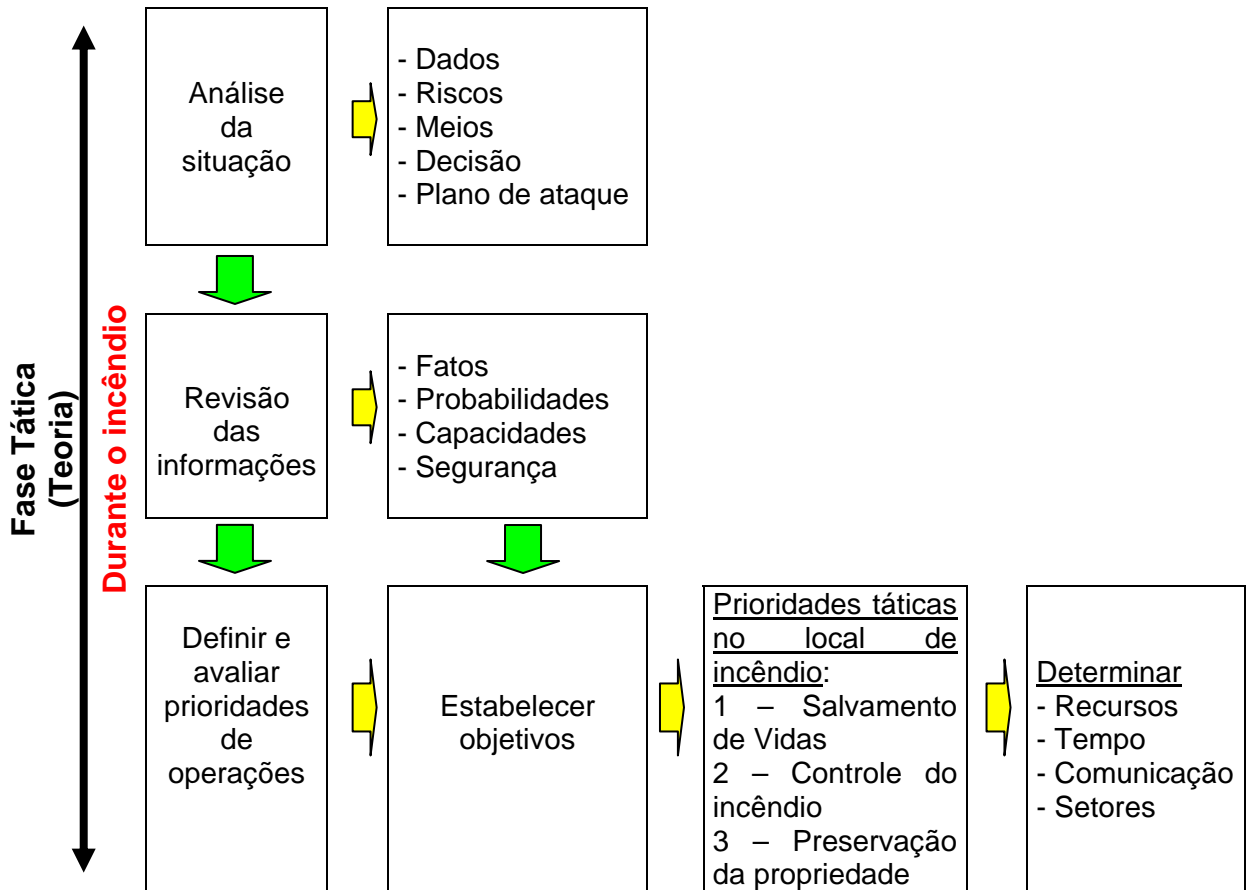 Fase Tática
(Teoria)
Durante o incêndio
Análise
da
situação
- Dados
- Riscos
- Meios
- Decisão
- Plano de ataque
Revisão
das
informações
- Fatos
- Probabilidades
- Capacidades
- Segurança
Definir e
avaliar
prioridades
de
operações
Estabelecer
objetivos
Prioridades táticas
no local de
incêndio:
1 – Salvamento
de Vidas
2 – Controle do
incêndio
3 – Preservação
da propriedade
Determinar
- Recursos
- Tempo
- Comunicação
- Setores